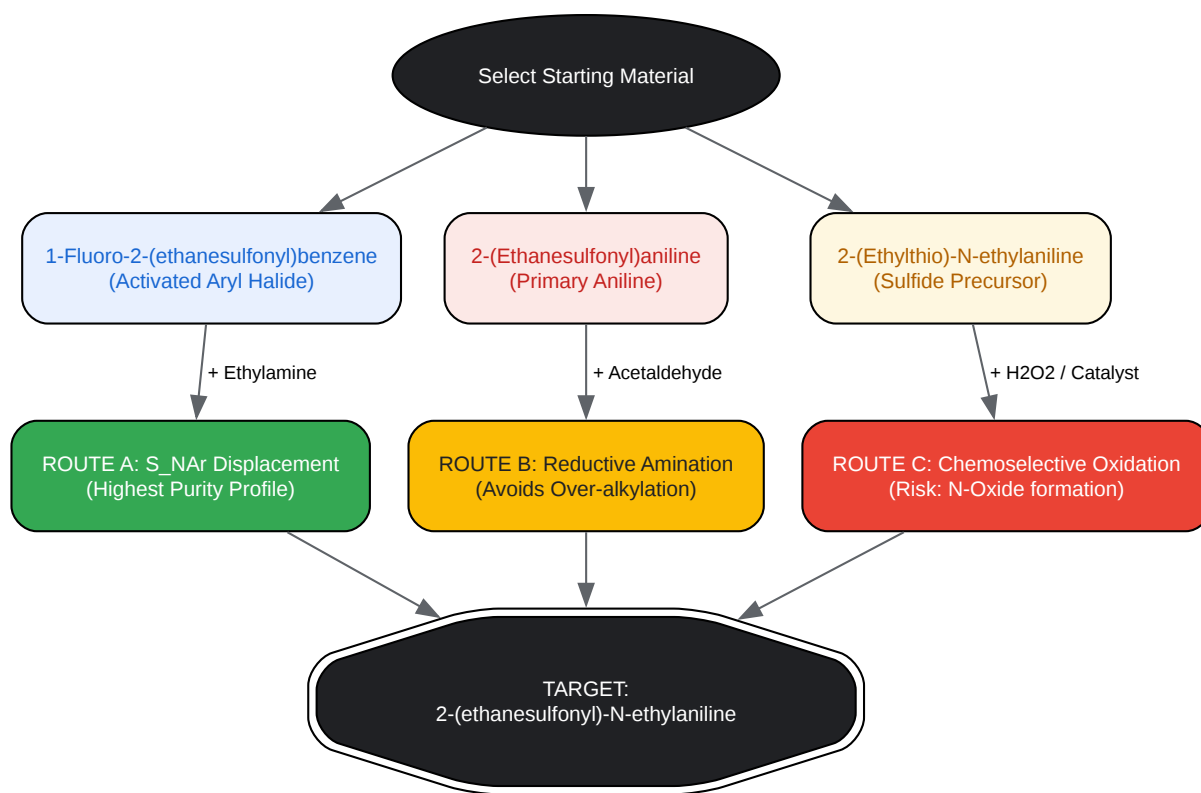 Select Starting Material
1-Fluoro-2-(ethanesulfonyl)benzene
(Activated Aryl Halide)
2-(Ethanesulfonyl)aniline
(Primary Aniline)
2-(Ethylthio)-N-ethylaniline
(Sulfide Precursor)
+ Ethylamine
+ Acetaldehyde
+ H2O2 / Catalyst
ROUTE A: S_NAr Displacement
(Highest Purity Profile)
ROUTE B: Reductive Amination
(Avoids Over-alkylation)
ROUTE C: Chemoselective Oxidation
(Risk: N-Oxide formation)
TARGET:
2-(ethanesulfonyl)-N-ethylaniline